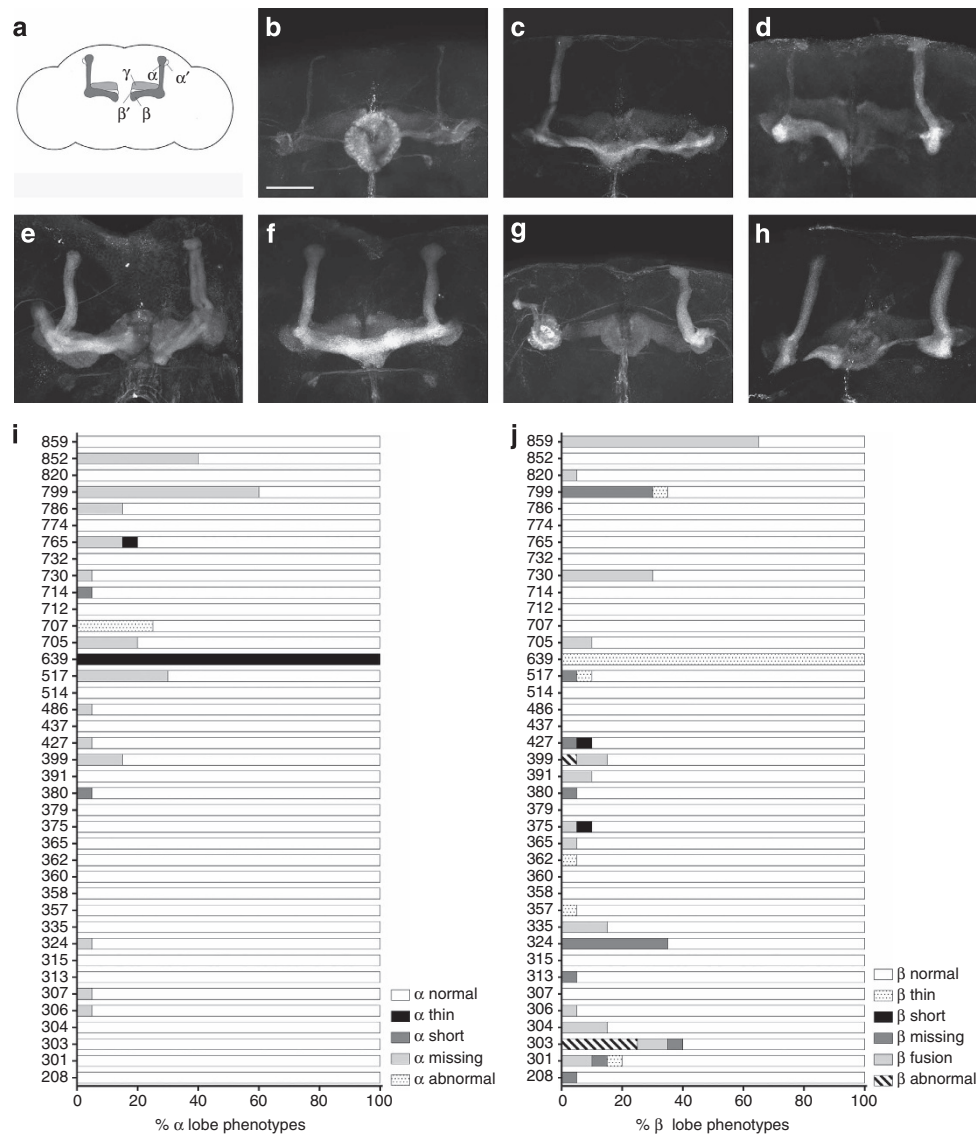 a
γ
α
α′
β′
β
b
c
d
e
f
g
h
i
859
852
820
799
786
774
765
732
730
714
712
707
705
639
517
514
486
437
427
399
391
380
379
375
365
362
360
358
357
335
324
315
313
307
306
304
303
301
208
0 20 40 60 80 100
% α lobe phenotypes
α normal
α thin
α short
α missing
α abnormal
j
859
852
820
799
786
774
765
732
730
714
712
707
705
639
517
514
486
437
427
399
391
380
379
375
365
362
360
358
357
335
324
315
313
307
306
304
303
301
208
0 20 40 60 80 100
% β lobe phenotypes
β normal
β thin
β short
β missing
β fusion
β abnormal